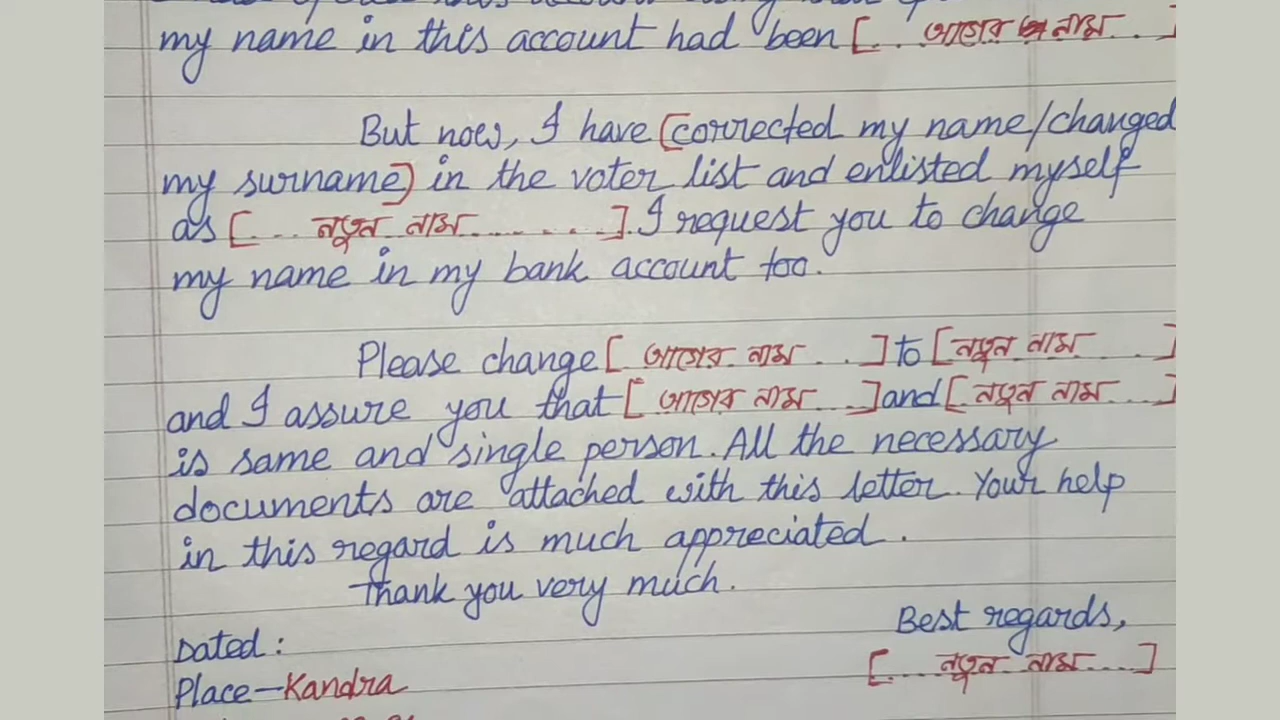 my name in this account had been [. . . আগের নাম . . . ]
But now, I have [corrected my name/changed
my surname] in the voter list and enlisted myself
as [. . . নতুন নাম . . . . . . . . . ]. I request you to change
my name in my bank account too.
Please change [ আগের নাম . . . ] to [নতুন নাম . . . . ]
and I assure you that [ আগের নাম . . . ] and [ নতুন নাম . . . ]
is same and single person. All the necessary
documents are attached with this letter. Your help
in this regard is much appreciated.
Thank you very much.
Best regards,
Dated :
[. . . . নতুন নাম . . . . ]
Place - Kandra